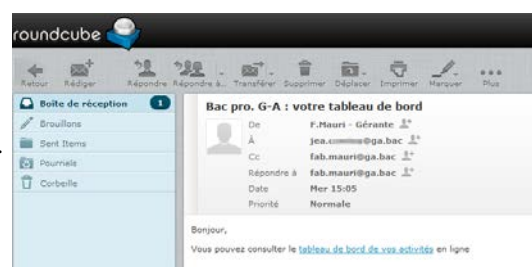 roundcube
Retour Rédiger Répondre Répondre à... Transférer Supprimer Déplacer Imprimer Marquer Plus
Boîte de réception 1
Brouillons
Sent Items
Pourriels
Corbeille
Bac pro. G-A : votre tableau de bord
De F.Mauri - Gérante
À jea. @ga.bac
Cc fab.mauri@ga.bac
Répondre à fab.mauri@ga.bac
Date Mer 15:05
Priorité Normale
Bonjour,
Vous pouvez consulter le tableau de bord de vos activités en ligne